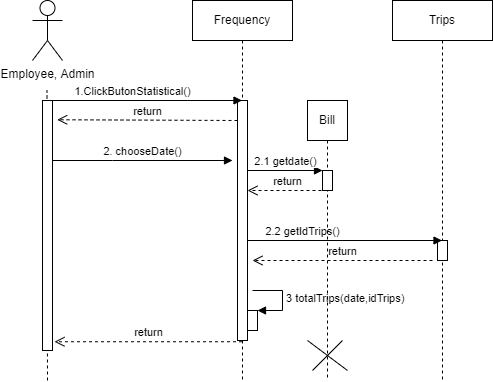 Frequency
Trips
Employee, Admin
1.ClickButonStatistical()
return
Bill
2. chooseDate()
2.1 getdate()
return
2.2 getIdTrips()
return
3 totalTrips(date,idTrips)
return